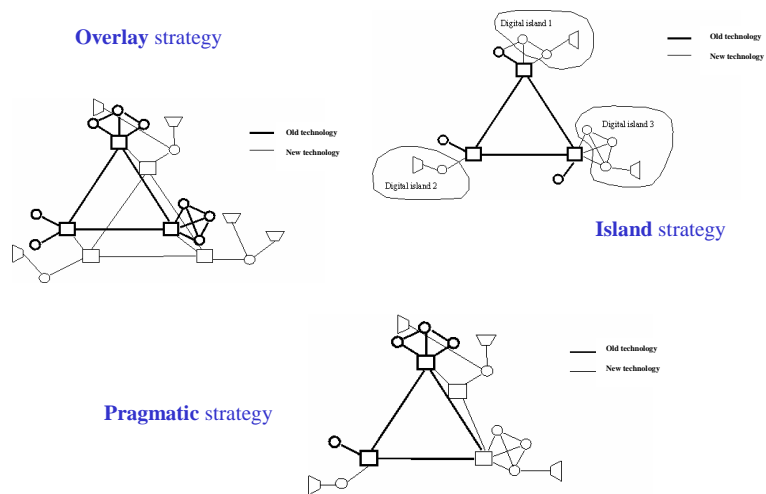 Overlay strategy
Old technology
New technology
Digital island 1
Old technology
New technology
Digital island 3
Digital island 2
Island strategy
Old technology
New technology
Pragmatic strategy